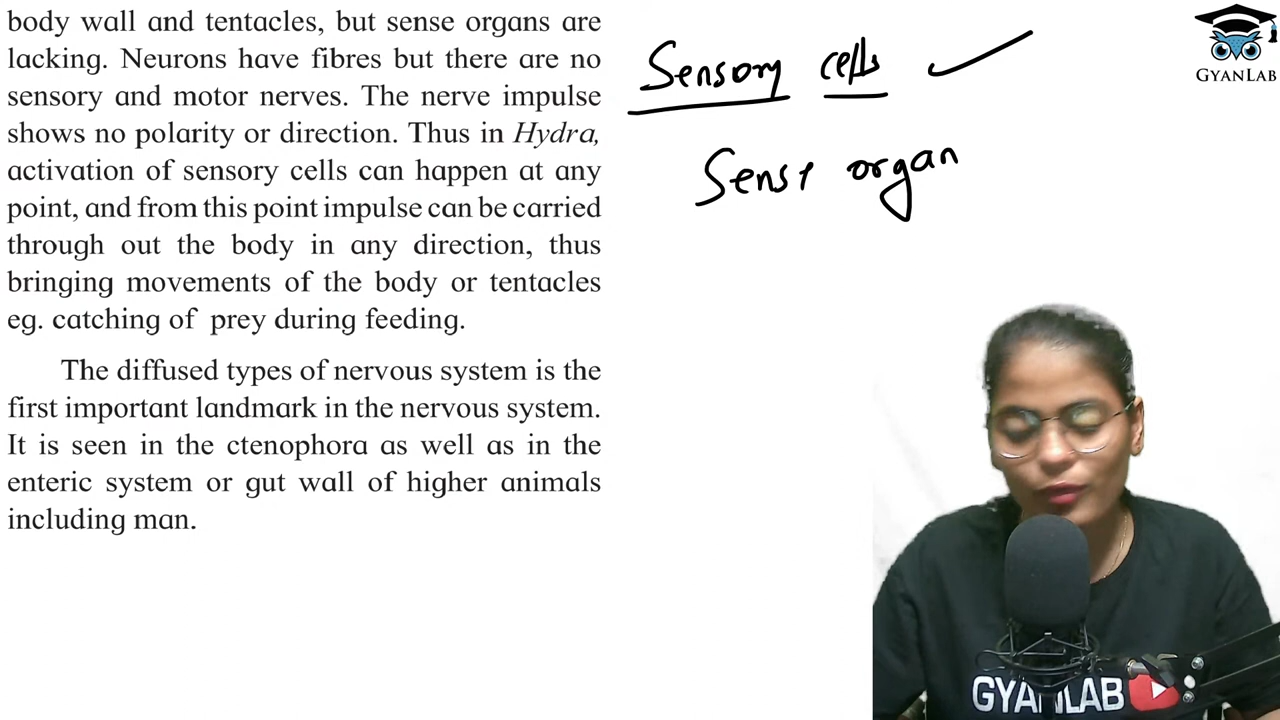 body wall and tentacles, but sense organs are
lacking. Neurons have fibres but there are no
sensory and motor nerves. The nerve impulse
shows no polarity or direction. Thus in Hydra,
activation of sensory cells can happen at any
point, and from this point impulse can be carried
through out the body in any direction, thus
bringing movements of the body or tentacles
eg. catching of prey during feeding.
The diffused types of nervous system is the
first important landmark in the nervous system.
It is seen in the ctenophora as well as in the
enteric system or gut wall of higher animals
including man.
Sensory cells
Sense organ
GYANLAB
GYANLAB